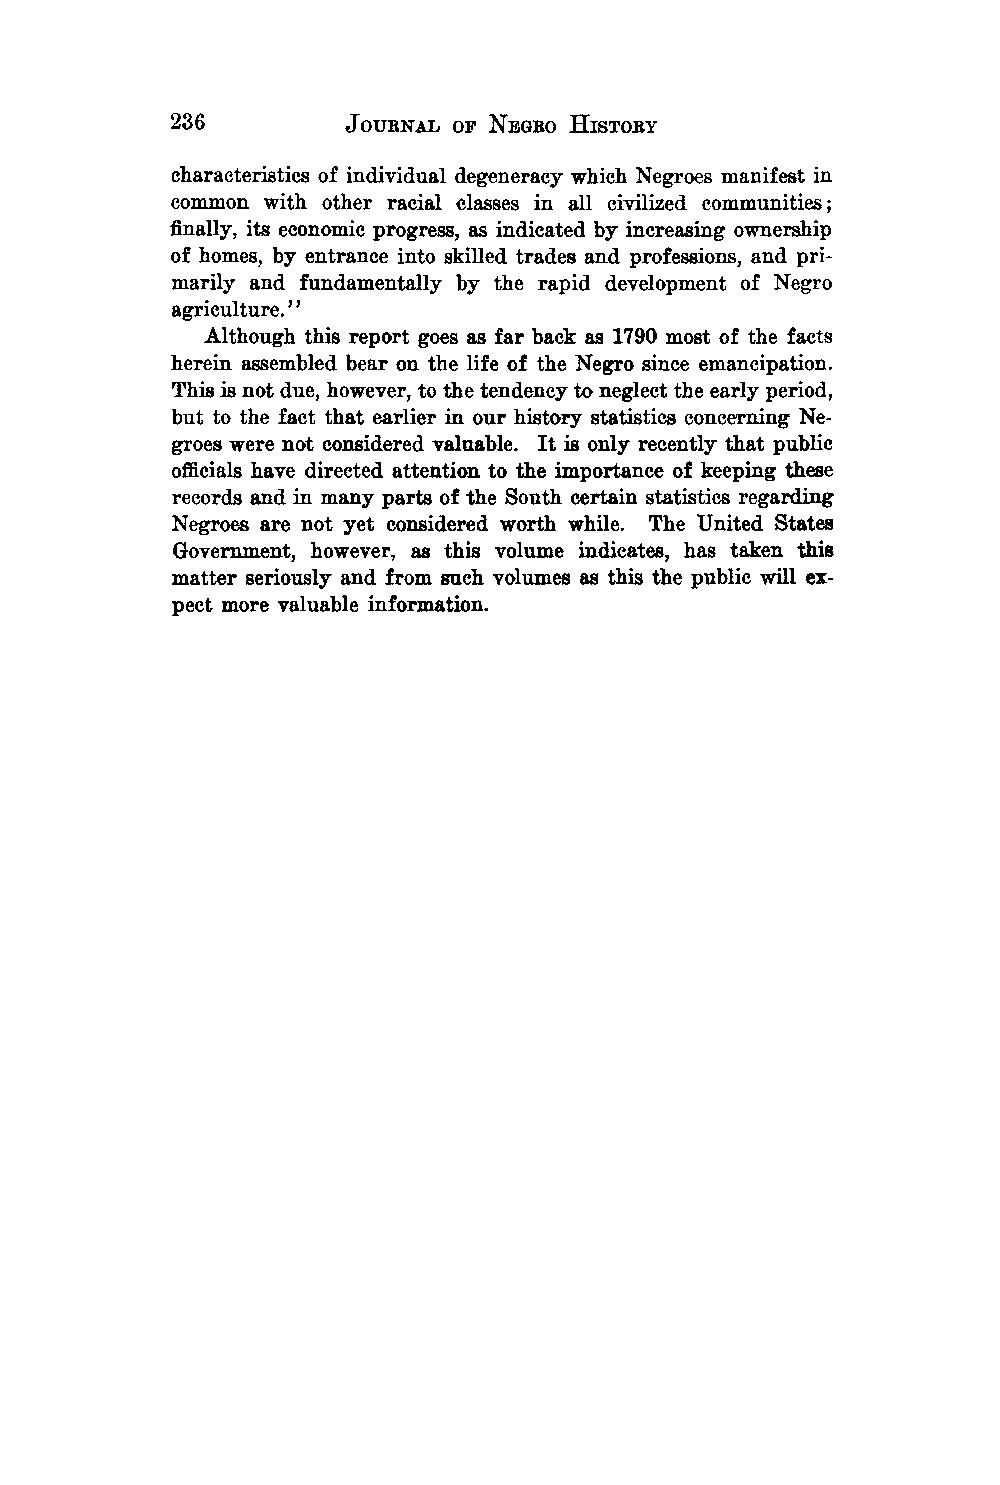 236 JOURNAL OF NEGRO HISTORY
characteristics of individual degeneracy which Negroes manifest in
common with other racial classes in all civilized communities;
finally, its economic progress, as indicated by increasing ownership
of homes, by entrance into skilled trades and professions, and pri-
marily and fundamentally by the rapid development of Negro
agriculture.''
Although this report goes as far back as 1790 most of the facts
herein assembled bear on the life of the Negro since emancipation.
This is not due, however, to the tendency to neglect the early period,
but to the fact that earlier in our history statistics concerning Ne-
groes were not considered valuable. It is only recently that public
officials have directed attention to the importance of keeping these
records and in many parts of the South certain statistics regarding
Negroes are not yet considered worth while. The United States
Government, however, as this volume indicates, has taken this
matter seriously and from such volumes as this the public will ex-
pect more valuable information.